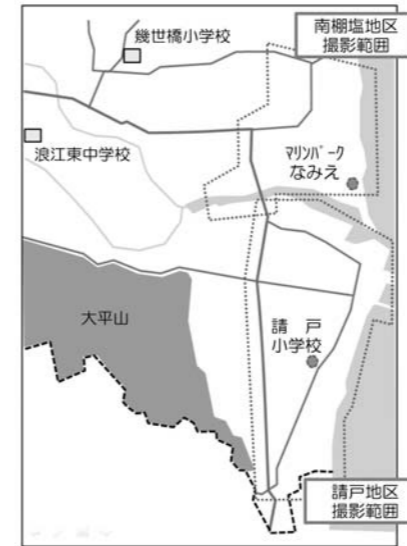 南棚塩地区
撮影範囲
幾世橋小学校
浪江東中学校
マリンパーク
なみえ
大平山
請戸
小学校
請戸地区
撮影範囲